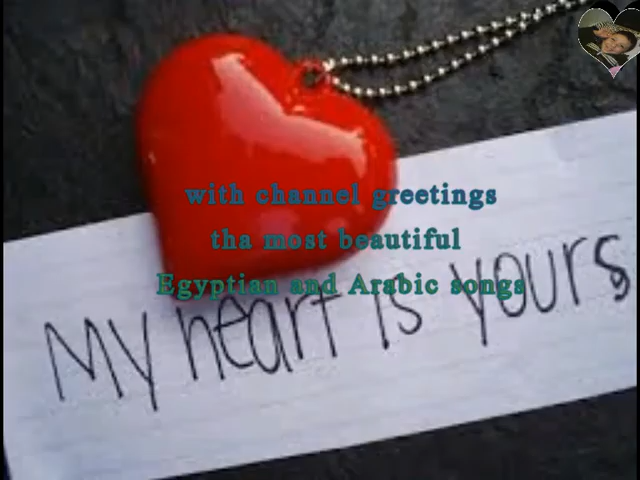 with channel greetings
tha most beautiful
Egyptian and Arabic songs
My heart is yours